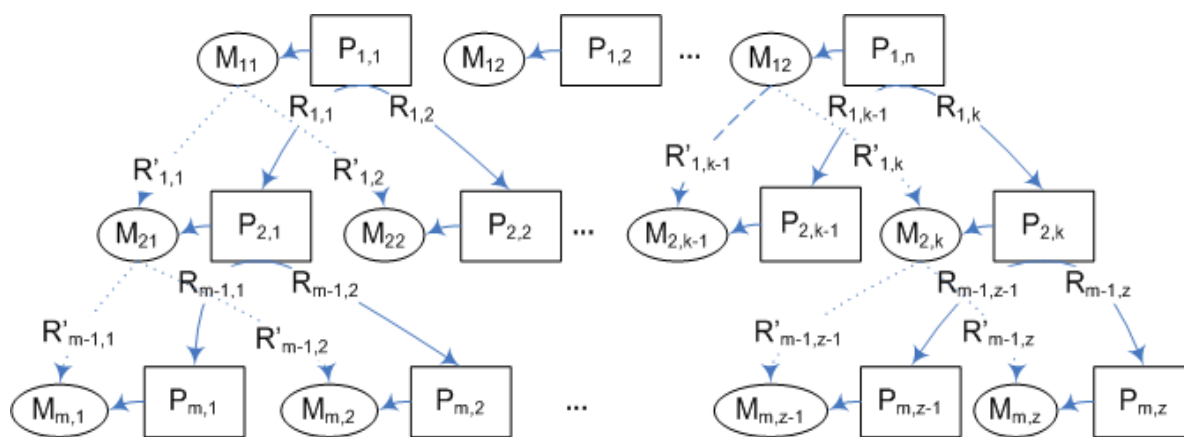 M11 P1,1 M12 P1,2 ... M12 P1,n
R1,1 R1,2 R1,k-1 R1,k
R'1,1 R'1,2 R'1,k-1 R'1,k
M21 P2,1 M22 P2,2 ... M2,k-1 P2,k-1 M2,k P2,k
Rm-1,1 Rm-1,2 Rm-1,z-1 Rm-1,z
R'm-1,1 R'm-1,2 R'm-1,z-1 R'm-1,z
Mm,1 Pm,1 Mm,2 Pm,2 ... Mm,z-1 Pm,z-1 Mm,z Pm,z